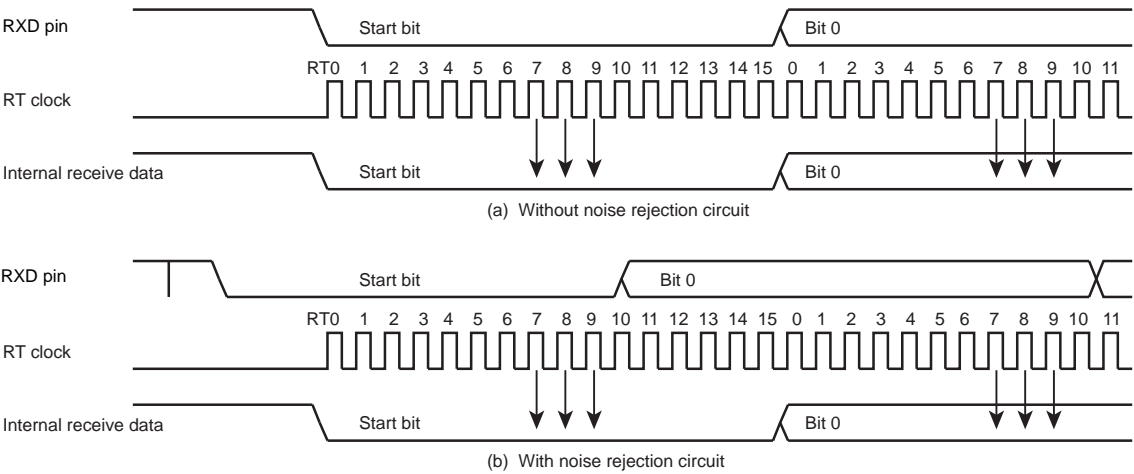 RXD pin
Start bit
Bit 0
RT0 1 2 3 4 5 6 7 8 9 10 11 12 13 14 15 0 1 2 3 4 5 6 7 8 9 10 11
RT clock
Internal receive data
Start bit
Bit 0
(a) Without noise rejection circuit
RXD pin
Start bit
Bit 0
RT0 1 2 3 4 5 6 7 8 9 10 11 12 13 14 15 0 1 2 3 4 5 6 7 8 9 10 11
RT clock
Internal receive data
Start bit
Bit 0
(b) With noise rejection circuit